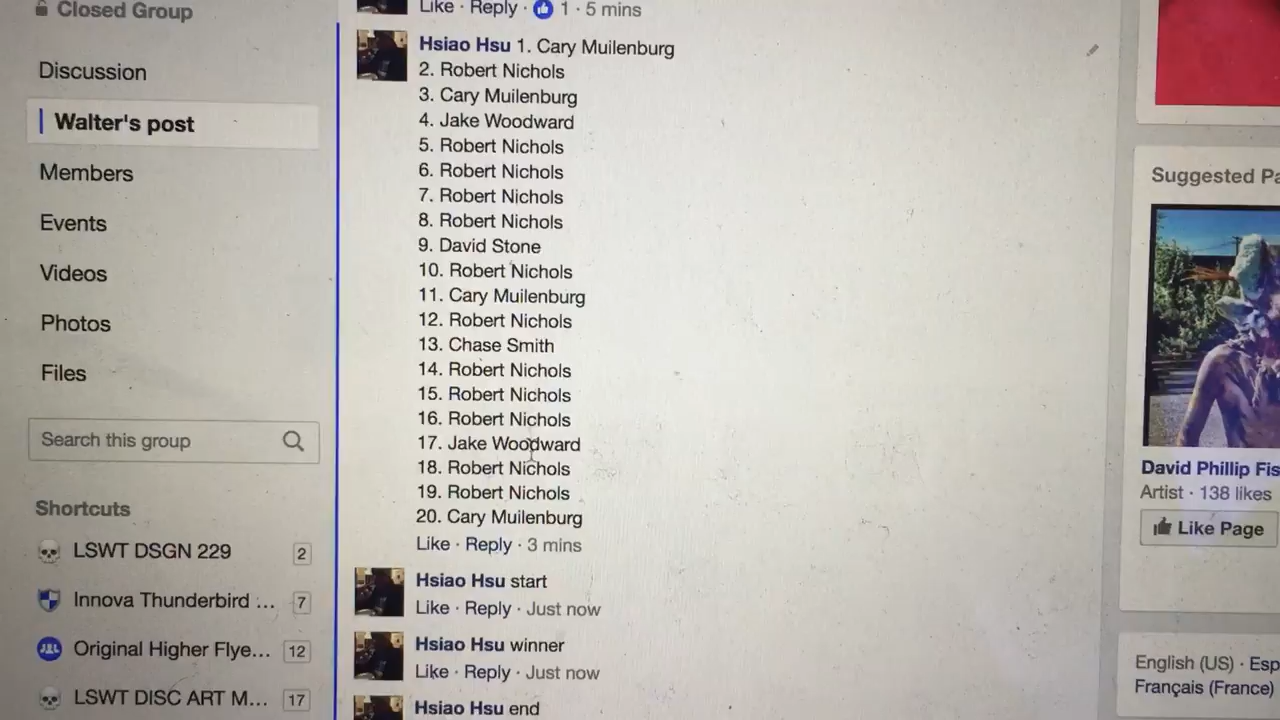 Closed Group
Discussion
Walter's post
Members
Events
Videos
Photos
Files
Search this group
Shortcuts
LSWT DSGN 229 2
Innova Thunderbird ... 7
Original Higher Flye... 12
LSWT DISC ART M... 17
Like · Reply · 1 · 5 mins
Hsiao Hsu 1. Cary Muilenburg
2. Robert Nichols
3. Cary Muilenburg
4. Jake Woodward
5. Robert Nichols
6. Robert Nichols
7. Robert Nichols
8. Robert Nichols
9. David Stone
10. Robert Nichols
11. Cary Muilenburg
12. Robert Nichols
13. Chase Smith
14. Robert Nichols
15. Robert Nichols
16. Robert Nichols
17. Jake Woodward
18. Robert Nichols
19. Robert Nichols
20. Cary Muilenburg
Like · Reply · 3 mins
Hsiao Hsu start
Like · Reply · Just now
Hsiao Hsu winner
Like · Reply · Just now
Hsiao Hsu end
Suggested Pa
David Phillip Fis
Artist · 138 likes
Like Page
English (US) · Esp
Français (France)